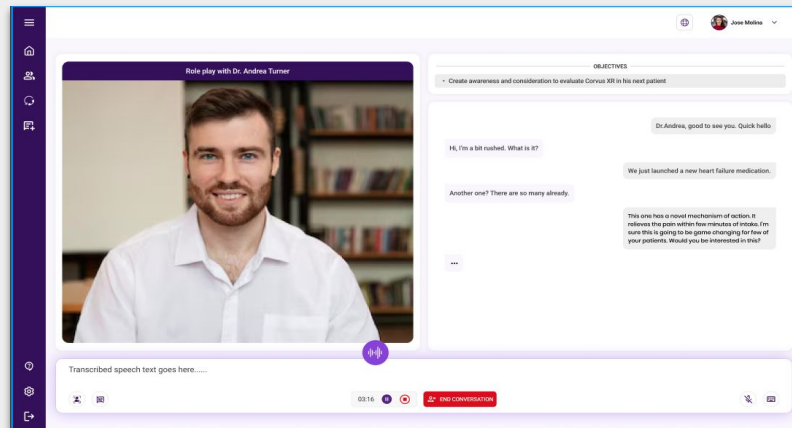 Jose Molina
Role play with Dr. Andrea Turner
OBJECTIVES
• Create awareness and consideration to evaluate Corvus XR in his next patient
Dr.Andrea, good to see you. Quick hello
Hi, I'm a bit rushed. What is it?
We just launched a new heart failure medication.
Another one? There are so many already.
This one has a novel mechanism of action. It
relieves the pain within few minutes of intake. I'm
sure this is going to be game changing for few of
your patients. Would you be interested in this?
...
Transcribed speech text goes here......
03:16
END CONVERSATION